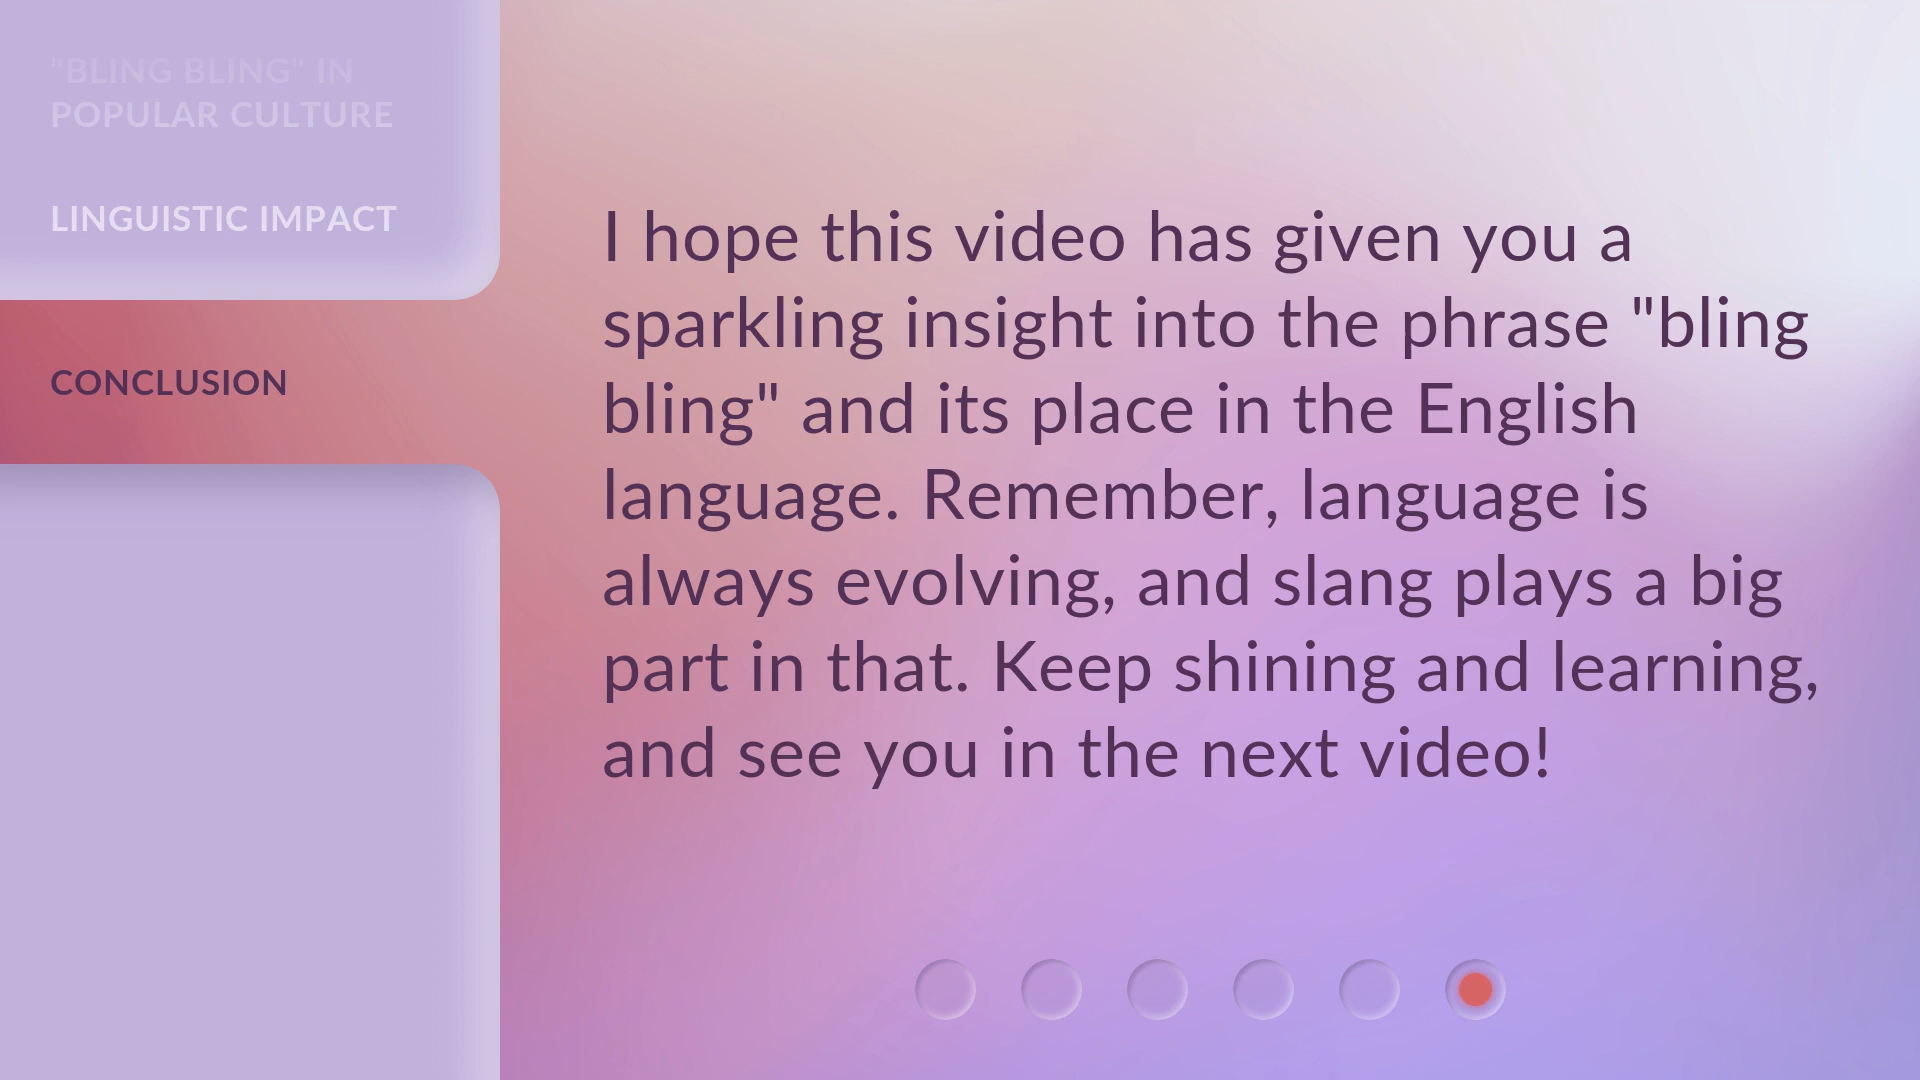 "BLING BLING" IN
POPULAR CULTURE
LINGUISTIC IMPACT
CONCLUSION
I hope this video has given you a
sparkling insight into the phrase "bling
bling" and its place in the English
language. Remember, language is
always evolving, and slang plays a big
part in that. Keep shining and learning,
and see you in the next video!